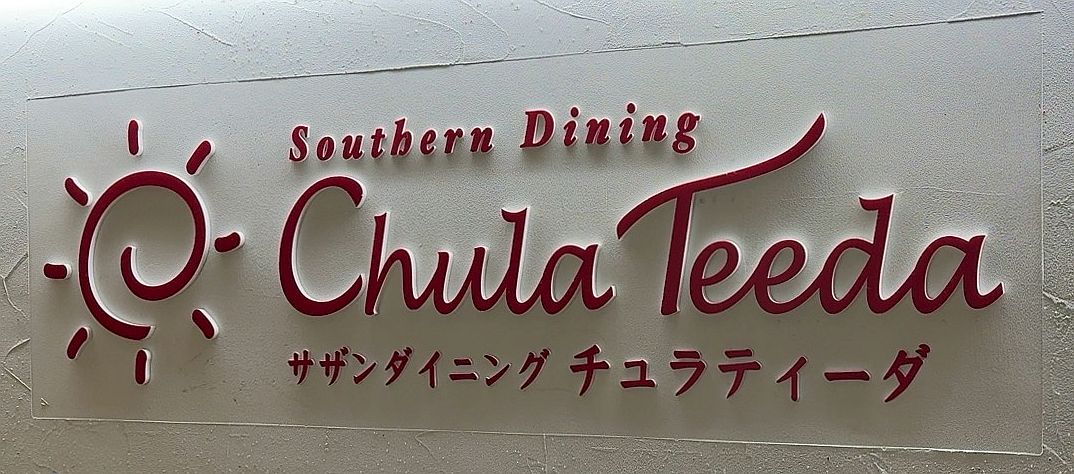 Southern Dining
Chula Teeda
サザンダイニング チュラティーダ